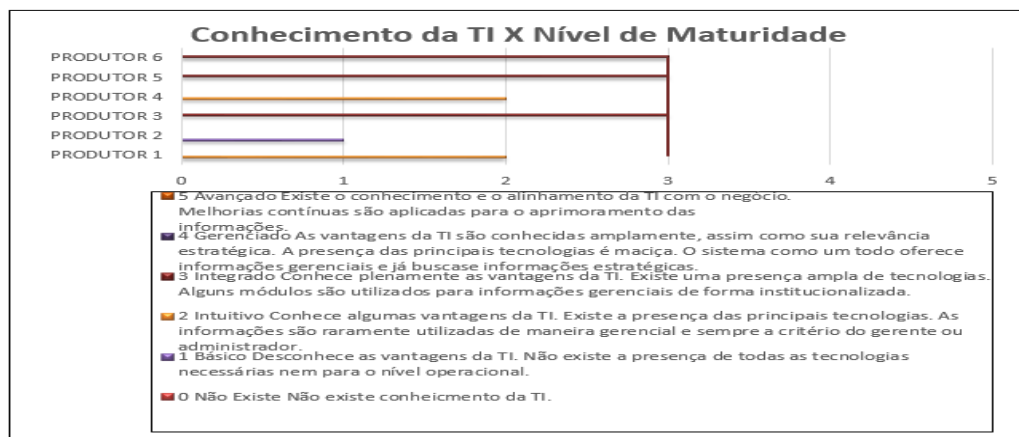 Conhecimento da TI X Nível de Maturidade
PRODUTOR 6
PRODUTOR 5
PRODUTOR 4
PRODUTOR 3
PRODUTOR 2
PRODUTOR 1
0 1 2 3 4 5
5 Avançado Existe o conhecimento e o alinhamento da TI com o negócio.
Melhorias contínuas são aplicadas para o aprimoramento das
informações.
4 Gerenciado As vantagens da TI são conhecidas amplamente, assim como sua relevância
estratégica. A presença das principais tecnologias é maciça. O sistema como um todo oferece
informações gerenciais e já buscase informações estratégicas.
3 Integrado Conhece plenamente as vantagens da TI. Existe uma presença ampla de tecnologias.
Alguns módulos são utilizados para informações gerenciais de forma institucionalizada.
2 Intuitivo Conhece algumas vantagens da TI. Existe a presença das principais tecnologias. As
informações são raramente utilizadas de maneira gerencial e sempre a critério do gerente ou
administrador.
1 Básico Desconhece as vantagens da TI. Não existe a presença de todas as tecnologias
necessárias nem para o nível operacional.
0 Não Existe Não existe conheicmento da TI.